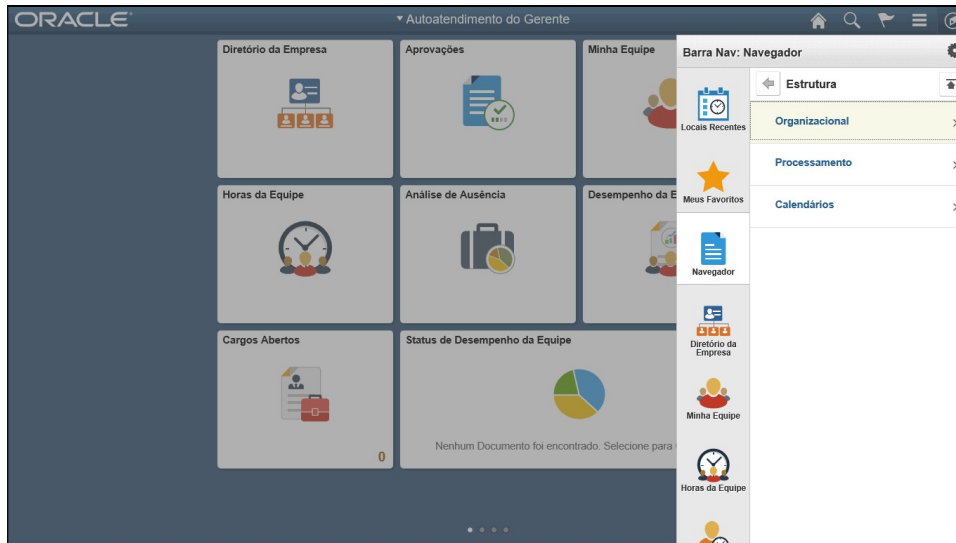 ORACLE
Autoatendimento do Gerente
Diretório da Empresa
Aprovações
Minha Equipe
Horas da Equipe
Análise de Ausência
Desempenho da E
Cargos Abertos
0
Status de Desempenho da Equipe
Nenhum Documento foi encontrado. Selecione para
Barra Nav: Navegador
Locais Recentes
Meus Favoritos
Navegador
Diretório da
Empresa
Minha Equipe
Horas da Equipe
Estrutura
Organizacional
Processamento
Calendários